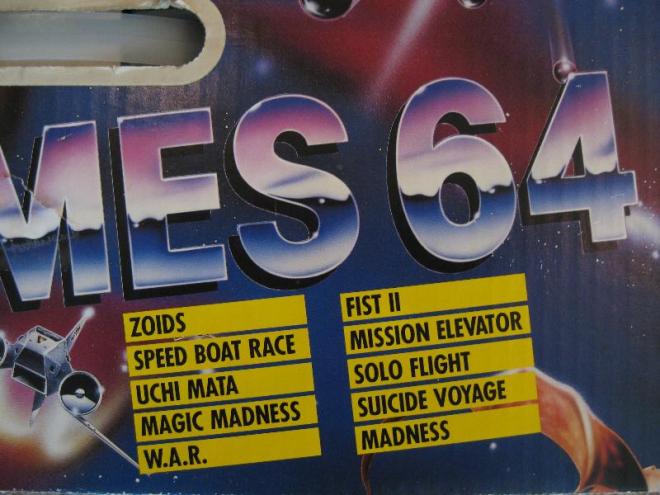 MES 64
ZOIDS
SPEED BOAT RACE
UCHI MATA
MAGIC MADNESS
W.A.R.
FIST II
MISSION ELEVATOR
SOLO FLIGHT
SUICIDE VOYAGE
MADNESS